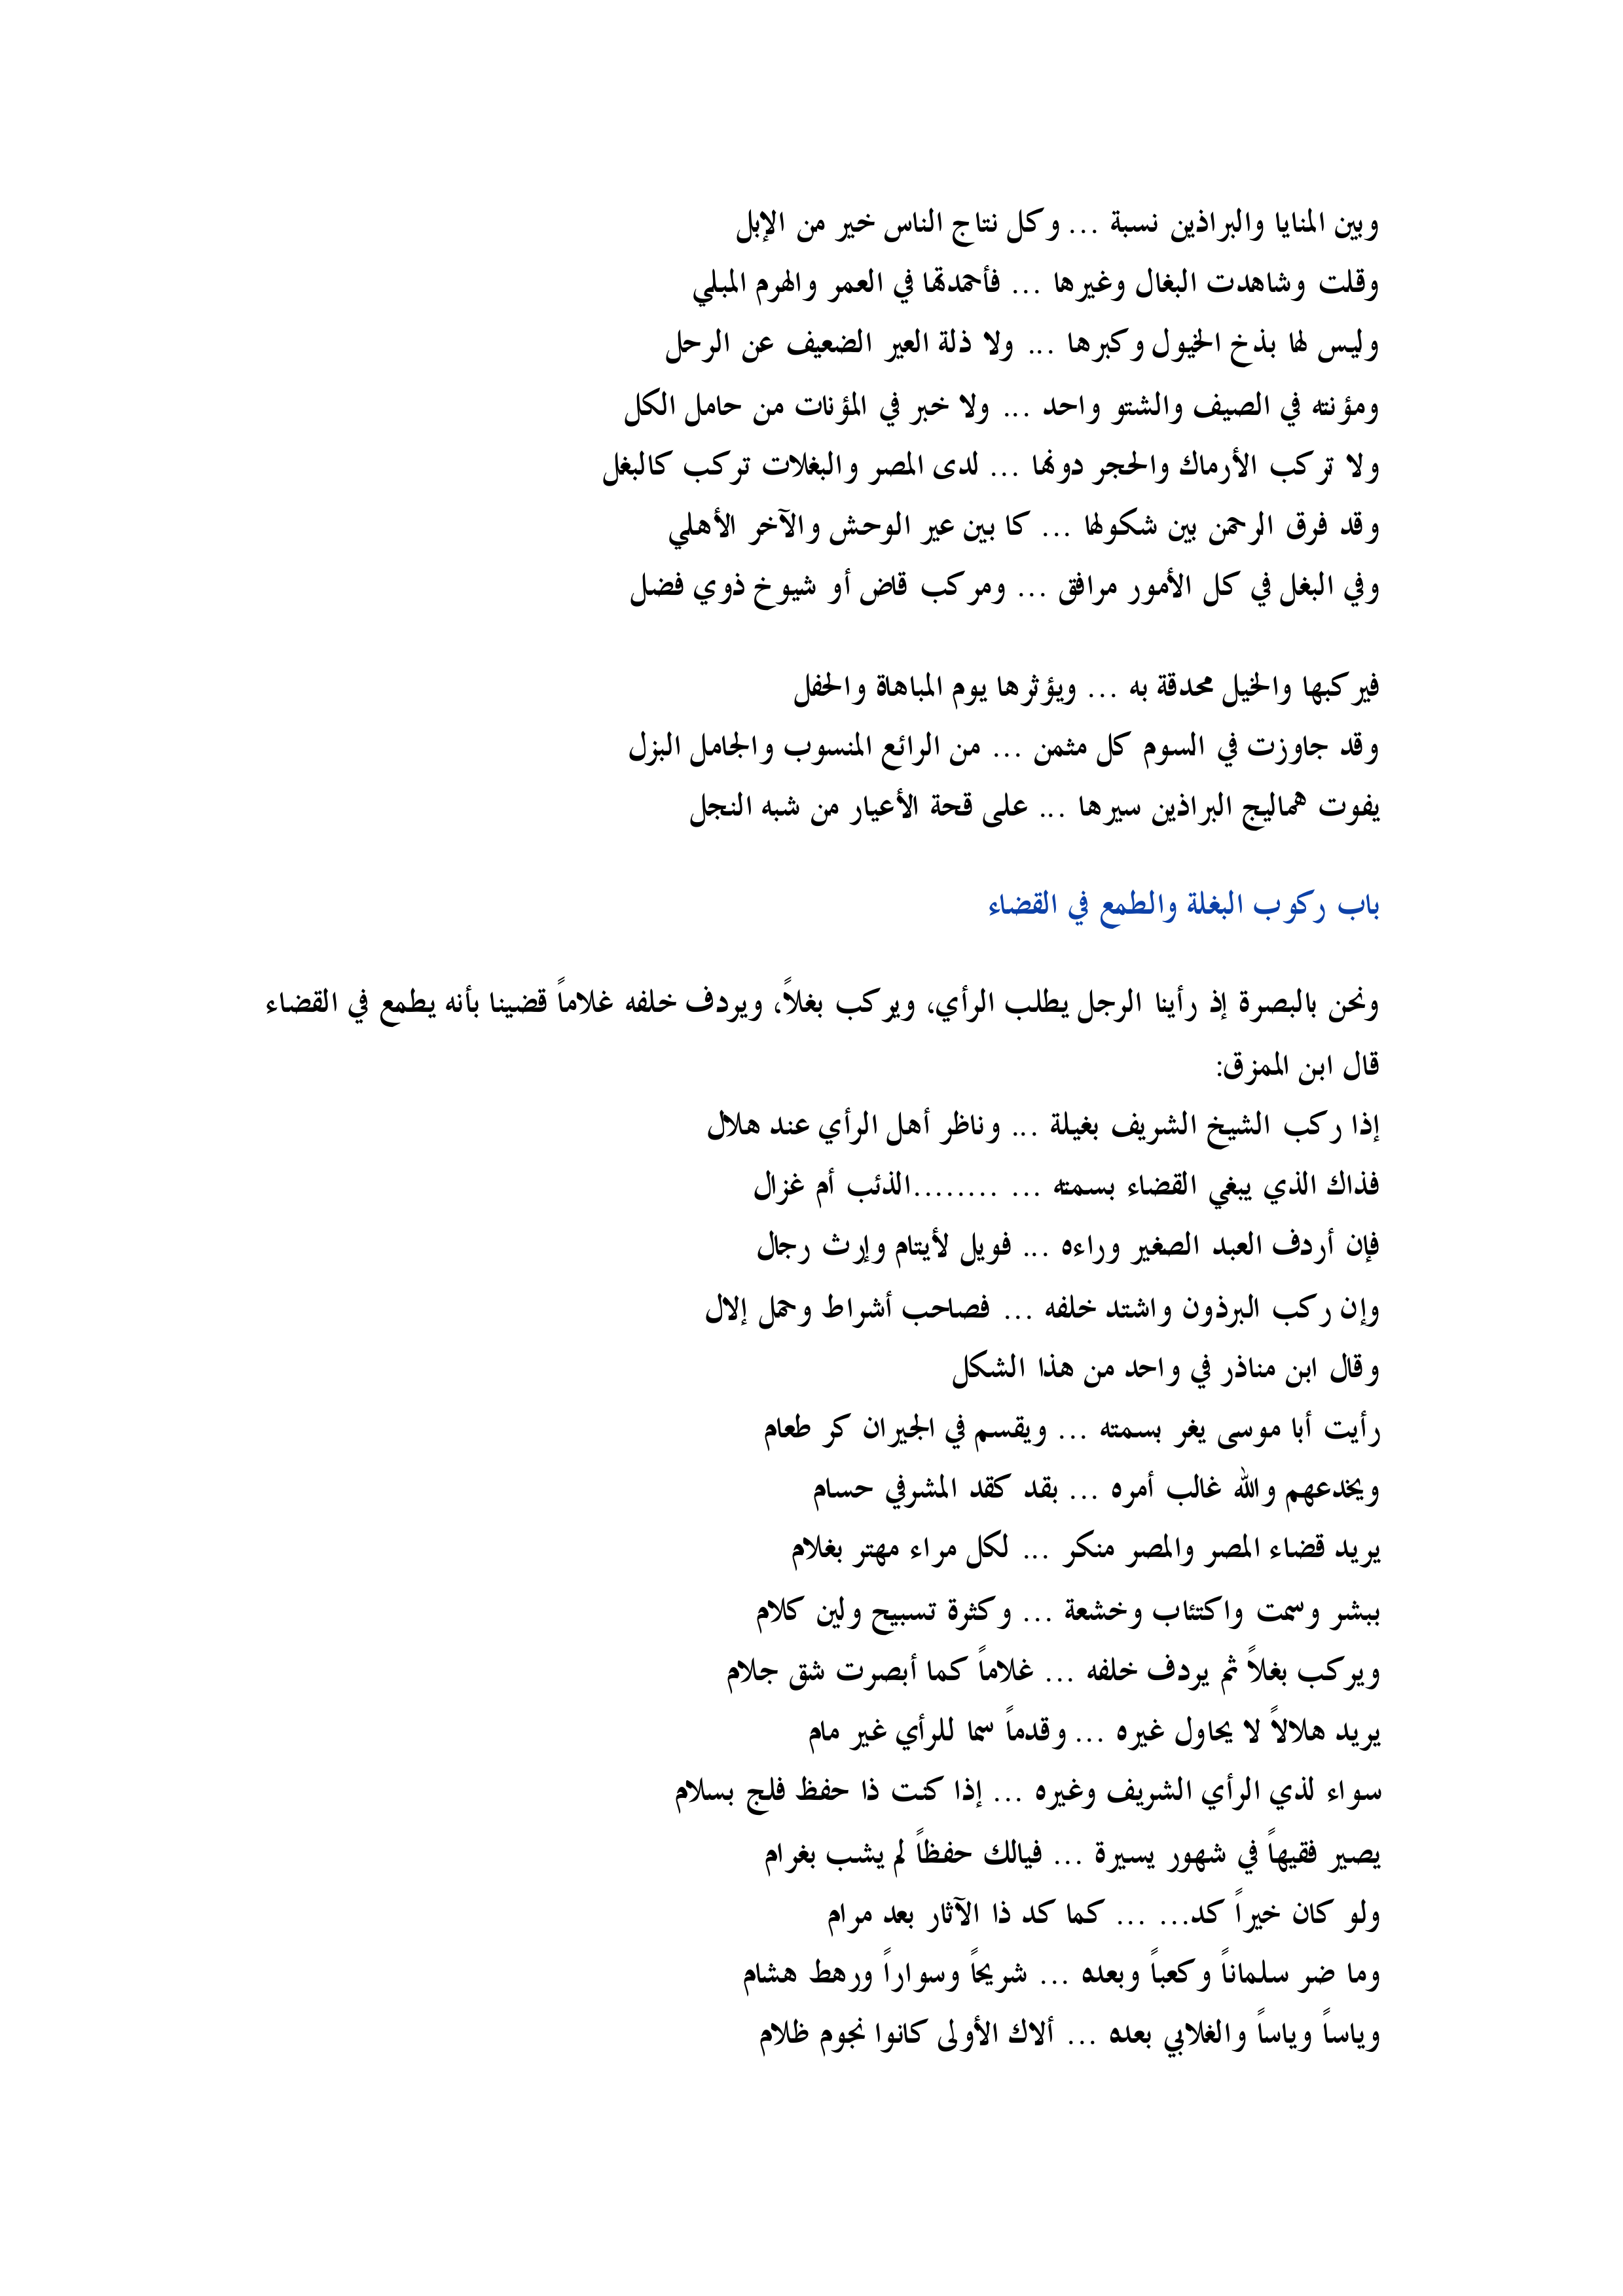 وبين المنايا والبراذين نسبة ... وكل نتاج الناس خير من الإبل
وقلت وشاهدت البغال وغيرها ... فأحمدتها في العمر والهرم المبلي
وليس لها بذخ الخيول وكبرها ... ولا ذلة العير الضعيف عن الرحل
ومؤنته في الصيف والشتو واحد ... ولا خبر في المؤنات من حامل الكل
ولا تركب الأرماك والحجر دونها ... لدى المصر والبغلات تركب كالبغل
وقد فرق الرحمن بين شكولها ... كا بين عير الوحش والآخر الأهلي
وفي البغل في كل الأمور مرافق ... ومركب قاض أو شيوخ ذوي فضل
فيركبها والخيل محدقة به ... ويؤثرها يوم المباهاة والحفل
وقد جاوزت في السوم كل مثمن ... من الرائع المنسوب والجامل البزل
يفوت هماليج البراذين سيرها ... على قحة الأعيار من شبه النجل
باب ركوب البغلة والطمع في القضاء
ونحن بالبصرة إذ رأينا الرجل يطلب الرأي، ويركب بغلاً، ويردف خلفه غلاماً قضينا بأنه يطمع في القضاء
قال ابن الممزق:
إذا ركب الشيخ الشريف بغيلة ... وناظر أهل الرأي عند هلال
فذاك الذي يبغي القضاء بسمته ... ........الذئب أم غزال
فإن أردف العبد الصغير وراءه ... فويل لأيتام وإرث رجال
وإن ركب البرذون واشتد خلفه ... فصاحب أشراط وحمل إلال
وقال ابن مناذر في واحد من هذا الشكل
رأيت أبا موسى يغر بسمته ... ويقسم في الجيران كر طعام
ويخدعهم والله غالب أمره ... بقد كقد المشرفي حسام
يريد قضاء المصر والمصر منكر ... لكل مراء مهتر بغلام
ببشر وسمت واكتئاب وخشعة ... وكثرة تسبيح ولين كلام
ويركب بغلاً ثم يردف خلفه ... غلاماً كما أبصرت شق جلام
يريد هلالاً لا يحاول غيره ... وقدماً سما للرأي غير مام
سواء لذي الرأي الشريف وغيره ... إذا كنت ذا حفظ فلج بسلام
يصير فقيهاً في شهور يسيرة ... فيالك حفظاً لم يشب بغرام
ولو كان خيراً كد... ... كما كد ذا الآثار بعد مرام
وما ضر سلماناً وكعباً وبعده ... شريحاً وسواراً ورهط هشام
وياساً وياساً والغلابي بعده ... ألاك الأولى كانوا نجوم ظلام